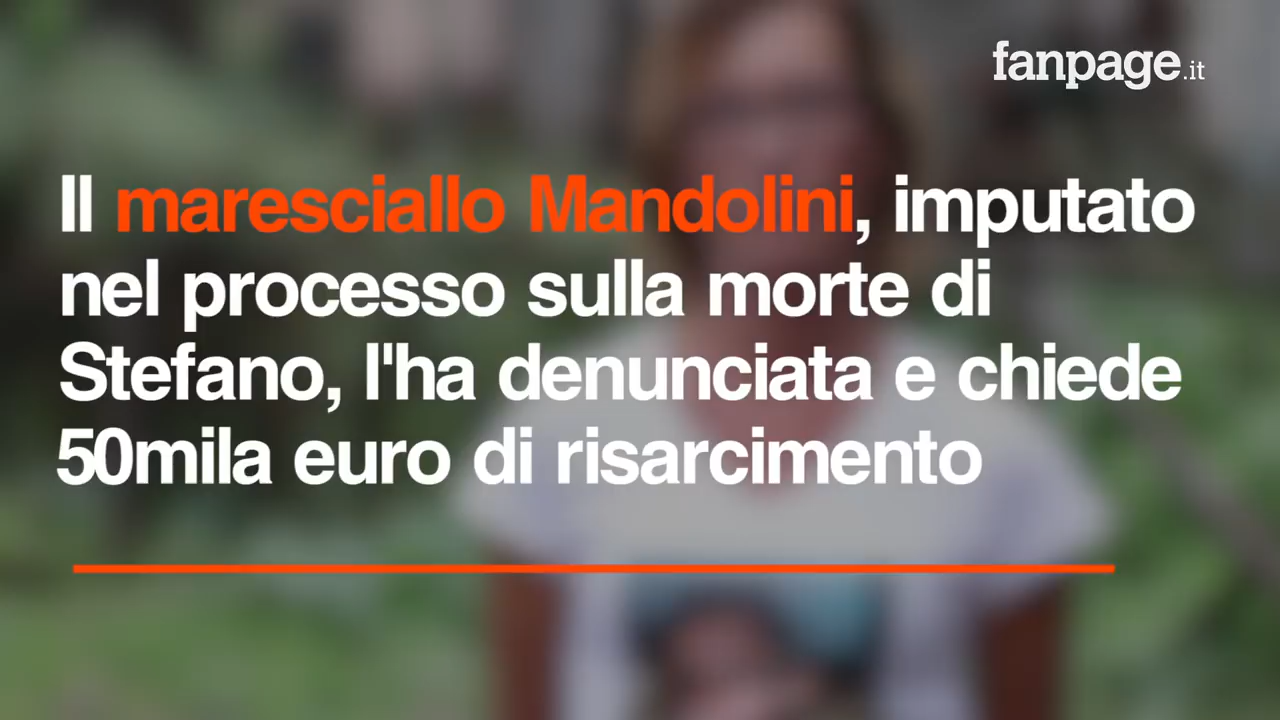 fanpage.it
Il maresciallo Mandolini, imputato
nel processo sulla morte di
Stefano, l'ha denunciata e chiede
50mila euro di risarcimento